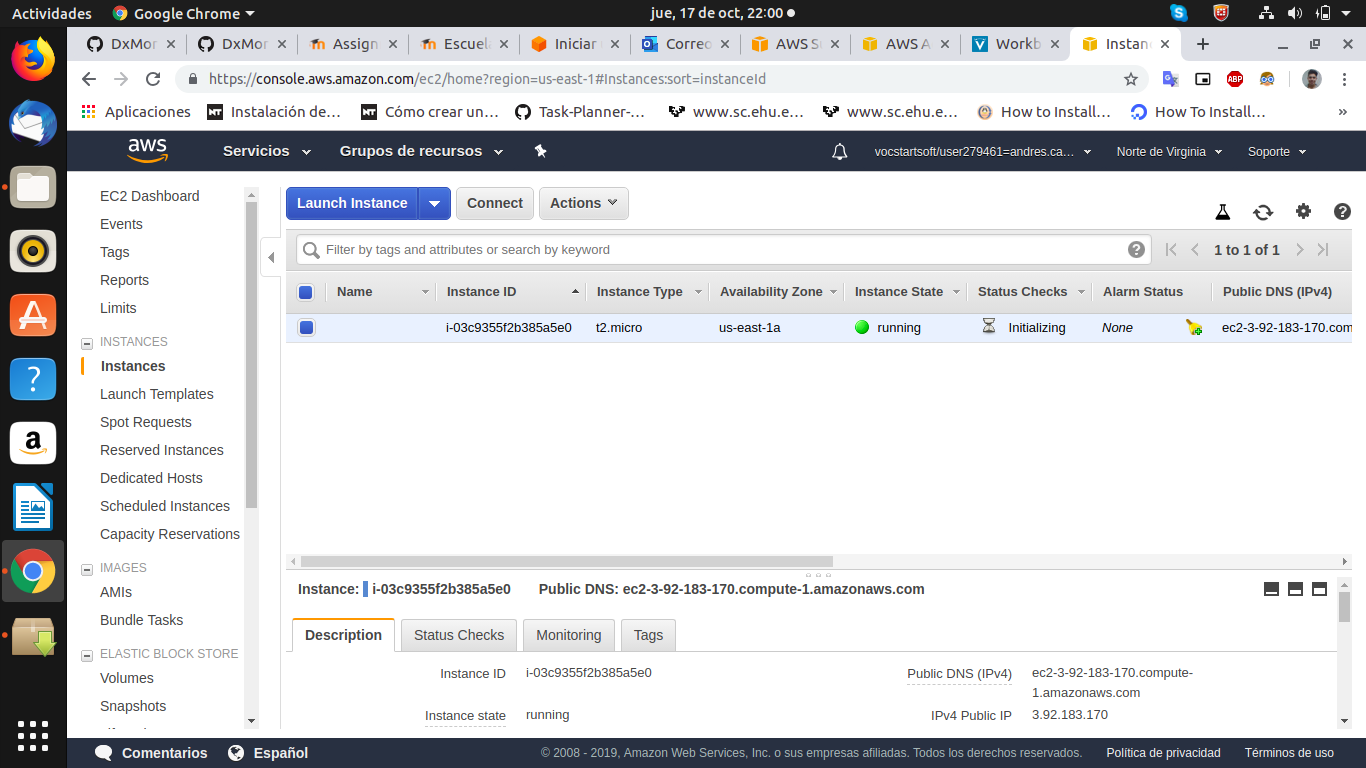 Actividades Google Chrome jue, 17 de oct, 22:00
DxMor DxMor Assign Escuel Iniciar Correo AWS S AWS A Workb Instan
https://console.aws.amazon.com/ec2/home?region=us-east-1#Instances:sort=instanceId
Aplicaciones Instalación de... Cómo crear un... Task-Planner-... www.sc.ehu.e... www.sc.ehu.e... How to Install... How To Install... »
aws Servicios Grupos de recursos vocstartsoft/user279461=andres.ca... Norte de Virginia Soporte
EC2 Dashboard
Events
Tags
Reports
Limits
INSTANCES
Instances
Launch Templates
Spot Requests
Reserved Instances
Dedicated Hosts
Scheduled Instances
Capacity Reservations
IMAGES
AMIs
Bundle Tasks
ELASTIC BLOCK STORE
Volumes
Snapshots
Launch Instance Connect Actions
Filter by tags and attributes or search by keyword 1 to 1 of 1
Name Instance ID Instance Type Availability Zone Instance State Status Checks Alarm Status Public DNS (IPv4)
i-03c9355f2b385a5e0 t2.micro us-east-1a running Initializing None ec2-3-92-183-170.com
Instance: i-03c9355f2b385a5e0 Public DNS: ec2-3-92-183-170.compute-1.amazonaws.com
Description Status Checks Monitoring Tags
Instance ID i-03c9355f2b385a5e0 Public DNS (IPv4) ec2-3-92-183-170.compute-
1.amazonaws.com
Instance state running IPv4 Public IP 3.92.183.170
Comentarios Español © 2008 - 2019, Amazon Web Services, Inc. o sus empresas afiliadas. Todos los derechos reservados. Política de privacidad Términos de uso